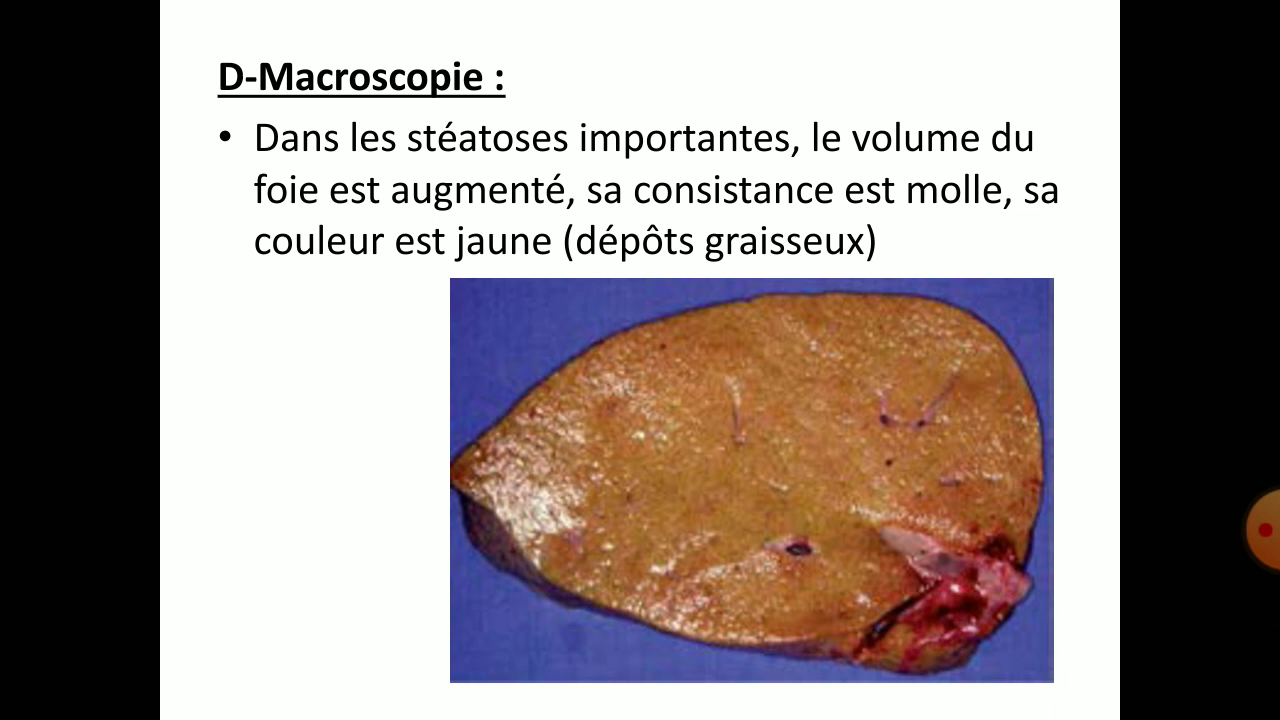 D-Macroscopie :
• Dans les stéatoses importantes, le volume du
foie est augmenté, sa consistance est molle, sa
couleur est jaune (dépôts graisseux)